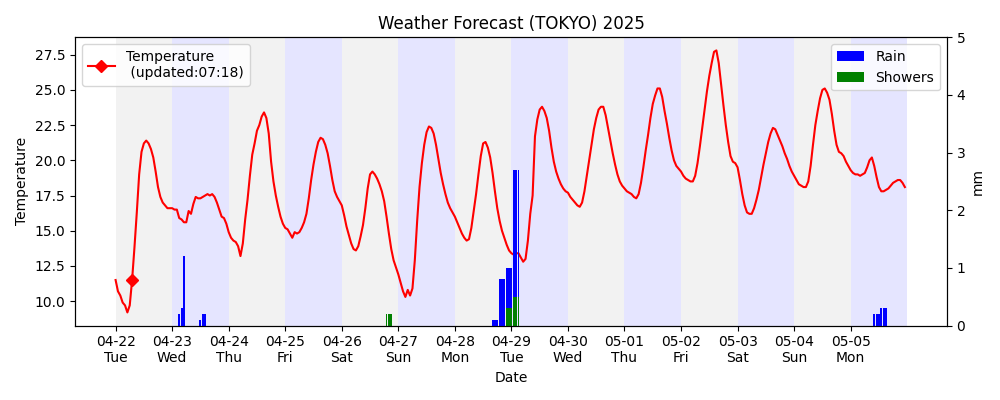 Weather Forecast (TOKYO) 2025
Temperature
(updated:07:18)
Rain
Showers
27.5
25.0
22.5
20.0
17.5
15.0
12.5
10.0
Temperature
5
4
3
2
1
0
mm
04-22 04-23 04-24 04-25 04-26 04-27 04-28 04-29 04-30 05-01 05-02 05-03 05-04 05-05
Tue Wed Thu Fri Sat Sun Mon Tue Wed Thu Fri Sat Sun Mon
Date